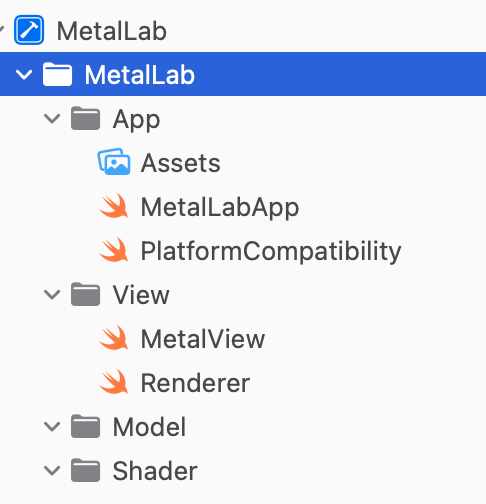 MetalLab
MetalLab
App
Assets
MetalLabApp
PlatformCompatibility
View
MetalView
Renderer
Model
Shader